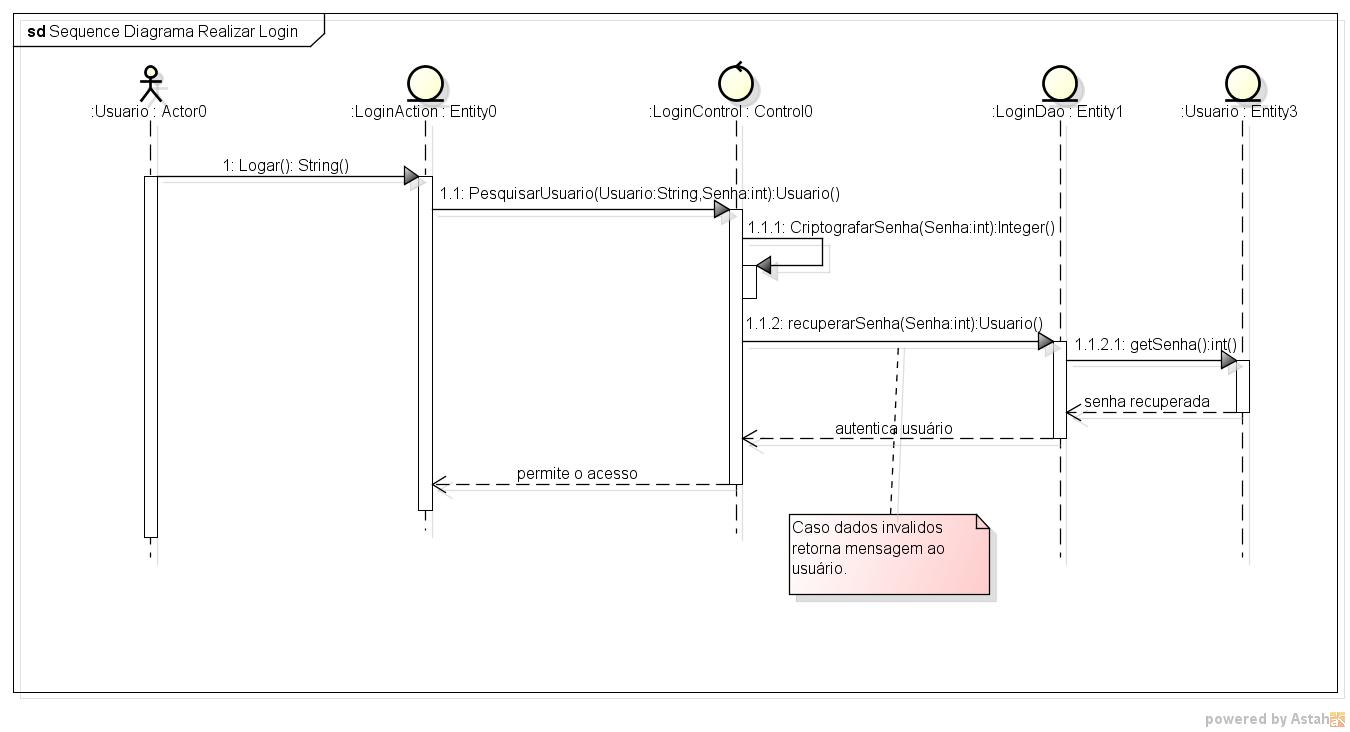 sd Sequence Diagrama Realizar Login
:Usuario : Actor0
:LoginAction : Entity0
:LoginControl : Control0
:LoginDao : Entity1
:Usuario : Entity3
1: Logar(): String()
1.1: PesquisarUsuario(Usuario:String,Senha:int):Usuario()
1.1.1: CriptografarSenha(Senha:int):Integer()
1.1.2: recuperarSenha(Senha:int):Usuario()
1.1.2.1: getSenha():int()
senha recuperada
autentica usuário
permite o acesso
Caso dados invalidos
retorna mensagem ao
usuário.
powered by Astah